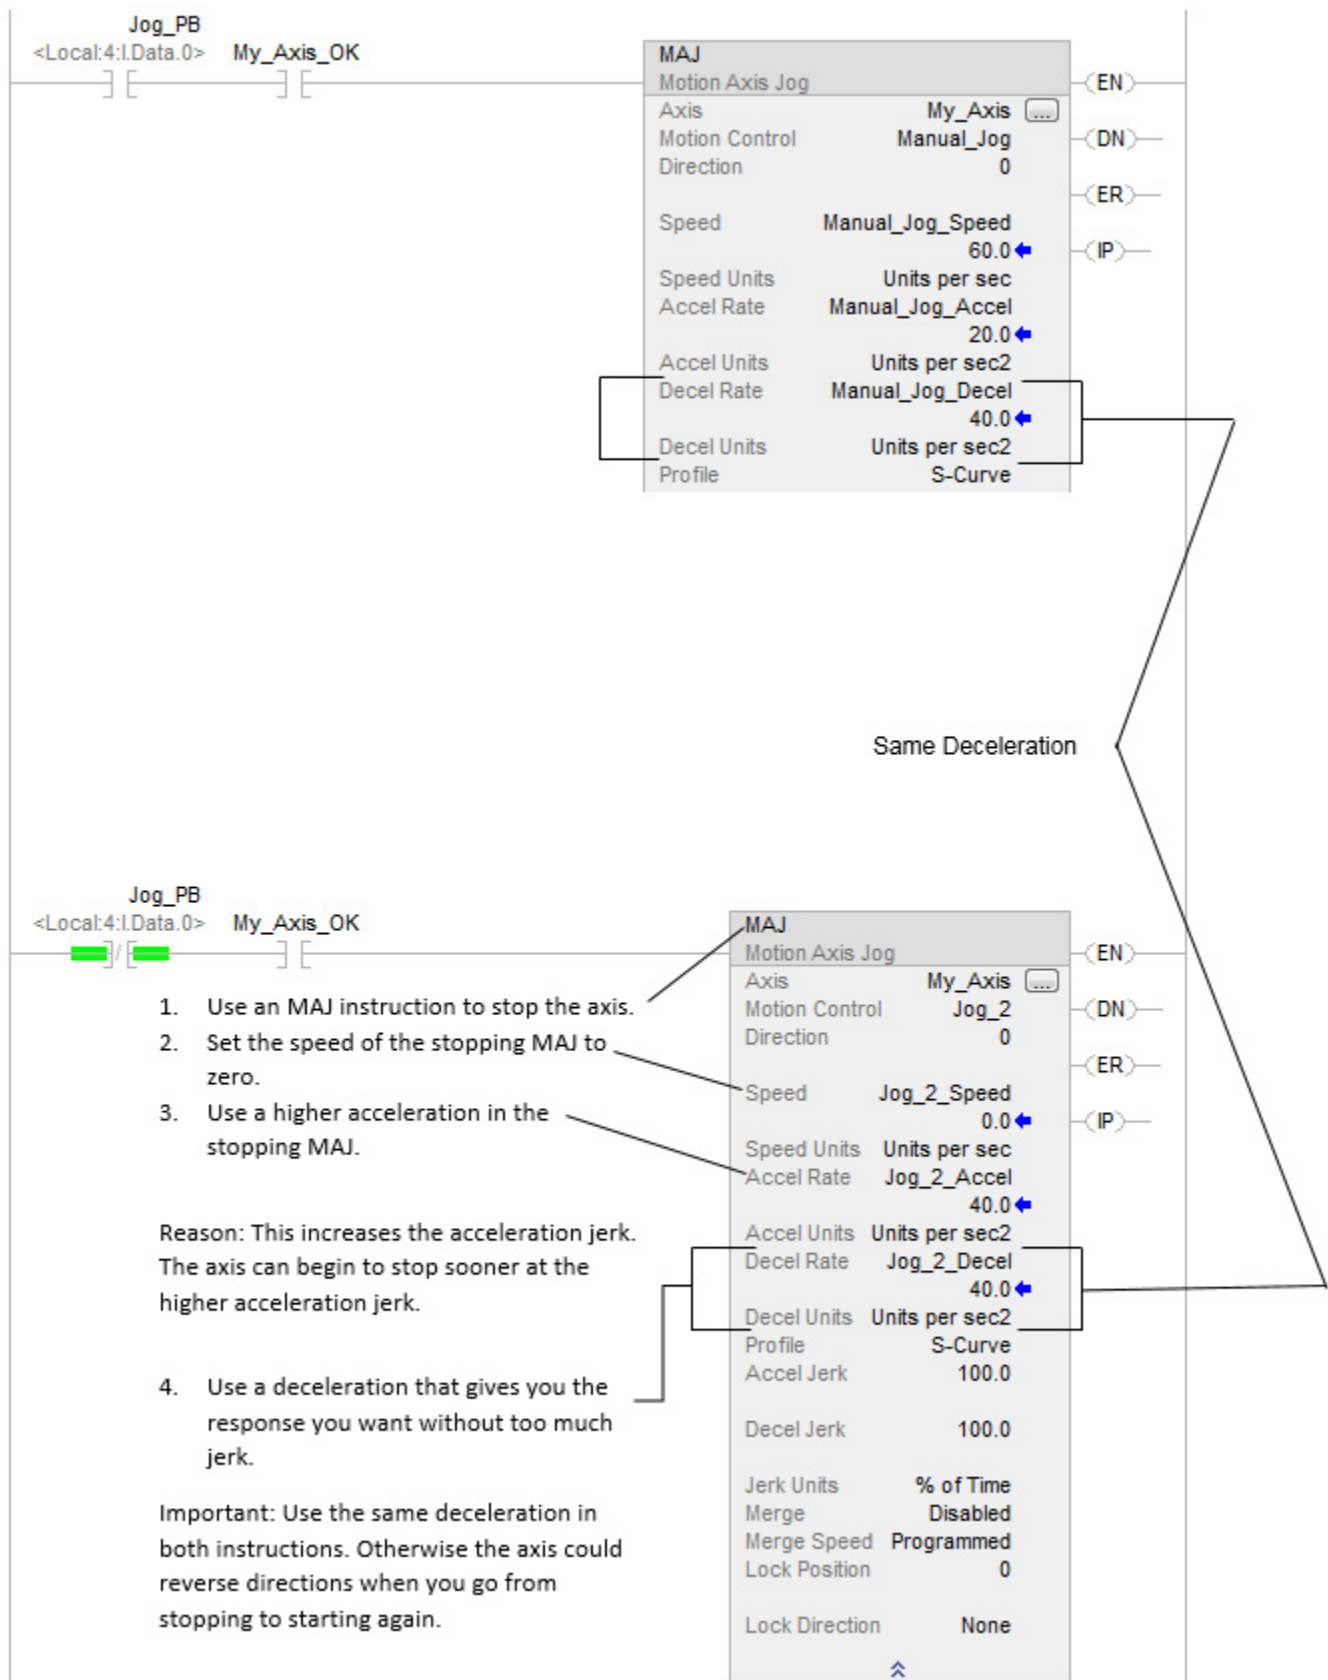 Jog_PB
<Local:4:I.Data.0> My_Axis_OK
MAJ
Motion Axis Jog
Axis My_Axis ...
Motion Control Manual_Jog
Direction 0
Speed Manual_Jog_Speed
60.0
Speed Units Units per sec
Accel Rate Manual_Jog_Accel
20.0
Accel Units Units per sec2
Decel Rate Manual_Jog_Decel
40.0
Decel Units Units per sec2
Profile S-Curve
EN
DN
ER
IP
Same Deceleration
Jog_PB
<Local:4:I.Data.0> My_Axis_OK
1. Use an MAJ instruction to stop the axis.
2. Set the speed of the stopping MAJ to
zero.
3. Use a higher acceleration in the
stopping MAJ.
Reason: This increases the acceleration jerk.
The axis can begin to stop sooner at the
higher acceleration jerk.
4. Use a deceleration that gives you the
response you want without too much
jerk.
Important: Use the same deceleration in
both instructions. Otherwise the axis could
reverse directions when you go from
stopping to starting again.
MAJ
Motion Axis Jog
Axis My_Axis ...
Motion Control Jog_2
Direction 0
Speed Jog_2_Speed
0.0
Speed Units Units per sec
Accel Rate Jog_2_Accel
40.0
Accel Units Units per sec2
Decel Rate Jog_2_Decel
40.0
Decel Units Units per sec2
Profile S-Curve
Accel Jerk 100.0
Decel Jerk 100.0
Jerk Units % of Time
Merge Disabled
Merge Speed Programmed
Lock Position 0
Lock Direction None
EN
DN
ER
IP